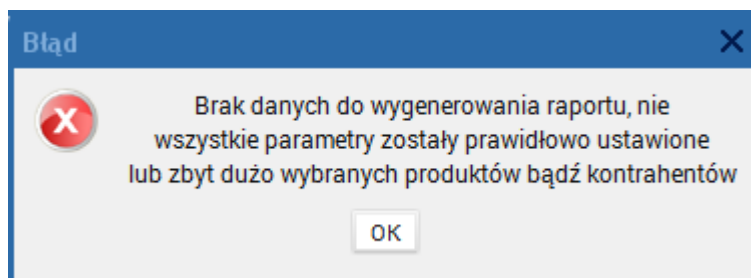 Błąd
Brak danych do wygenerowania raportu, nie
wszystkie parametry zostały prawidłowo ustawione
lub zbyt dużo wybranych produktów bądź kontrahentów
OK